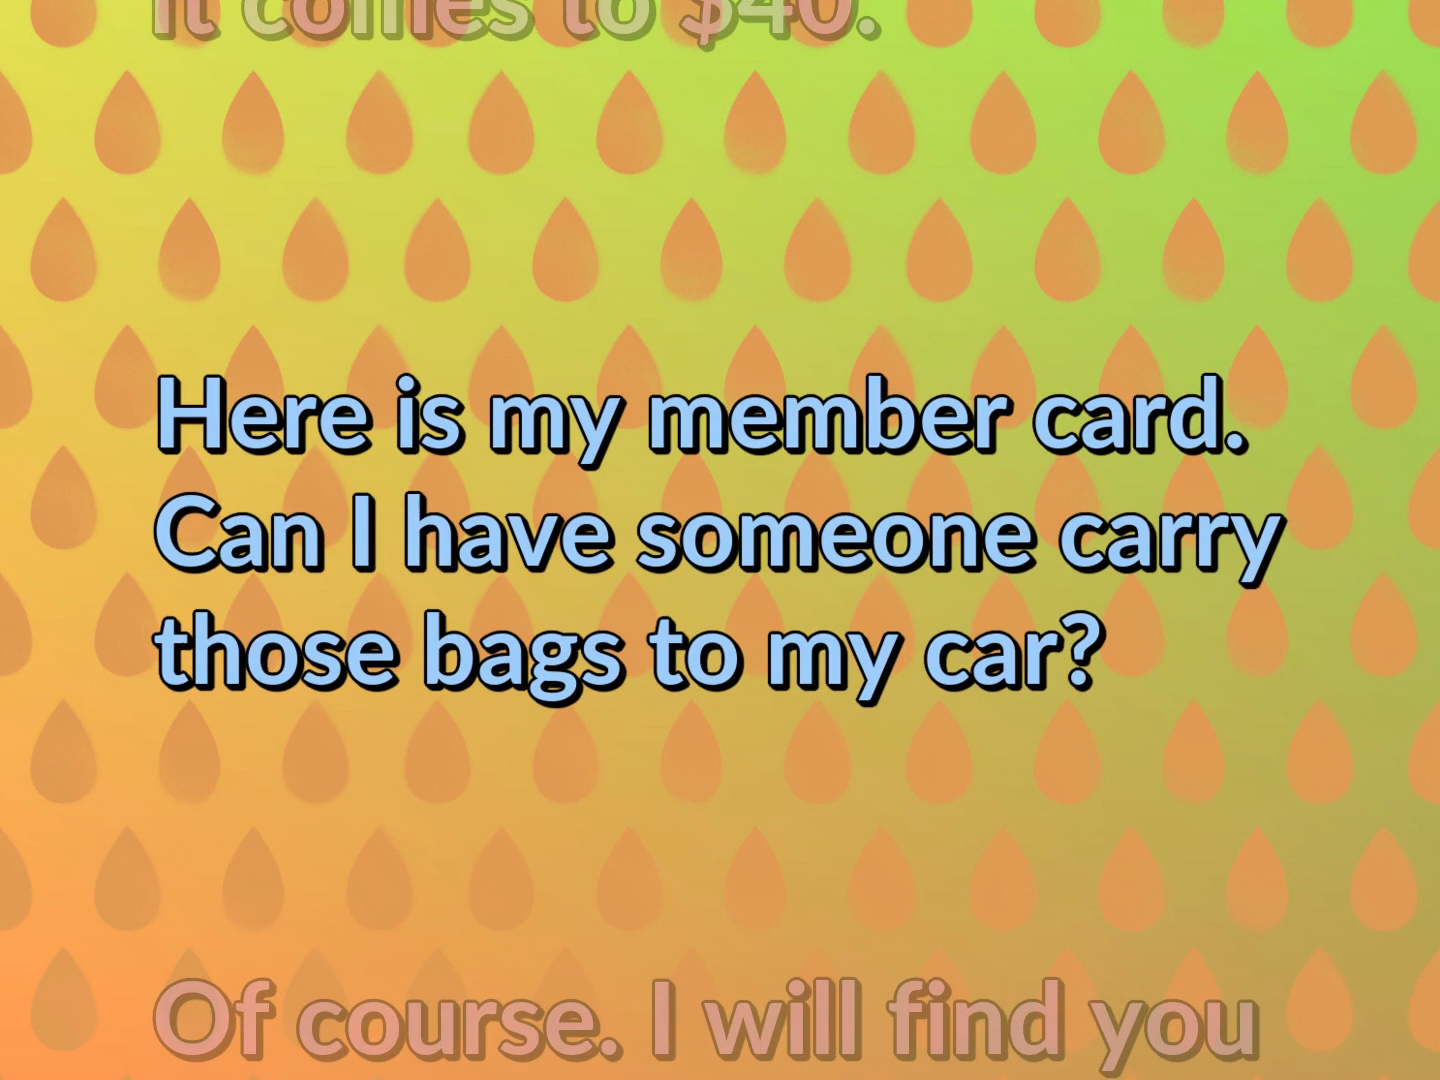 It comes to $40.
Here is my member card.
Can I have someone carry
those bags to my car?
Of course. I will find you